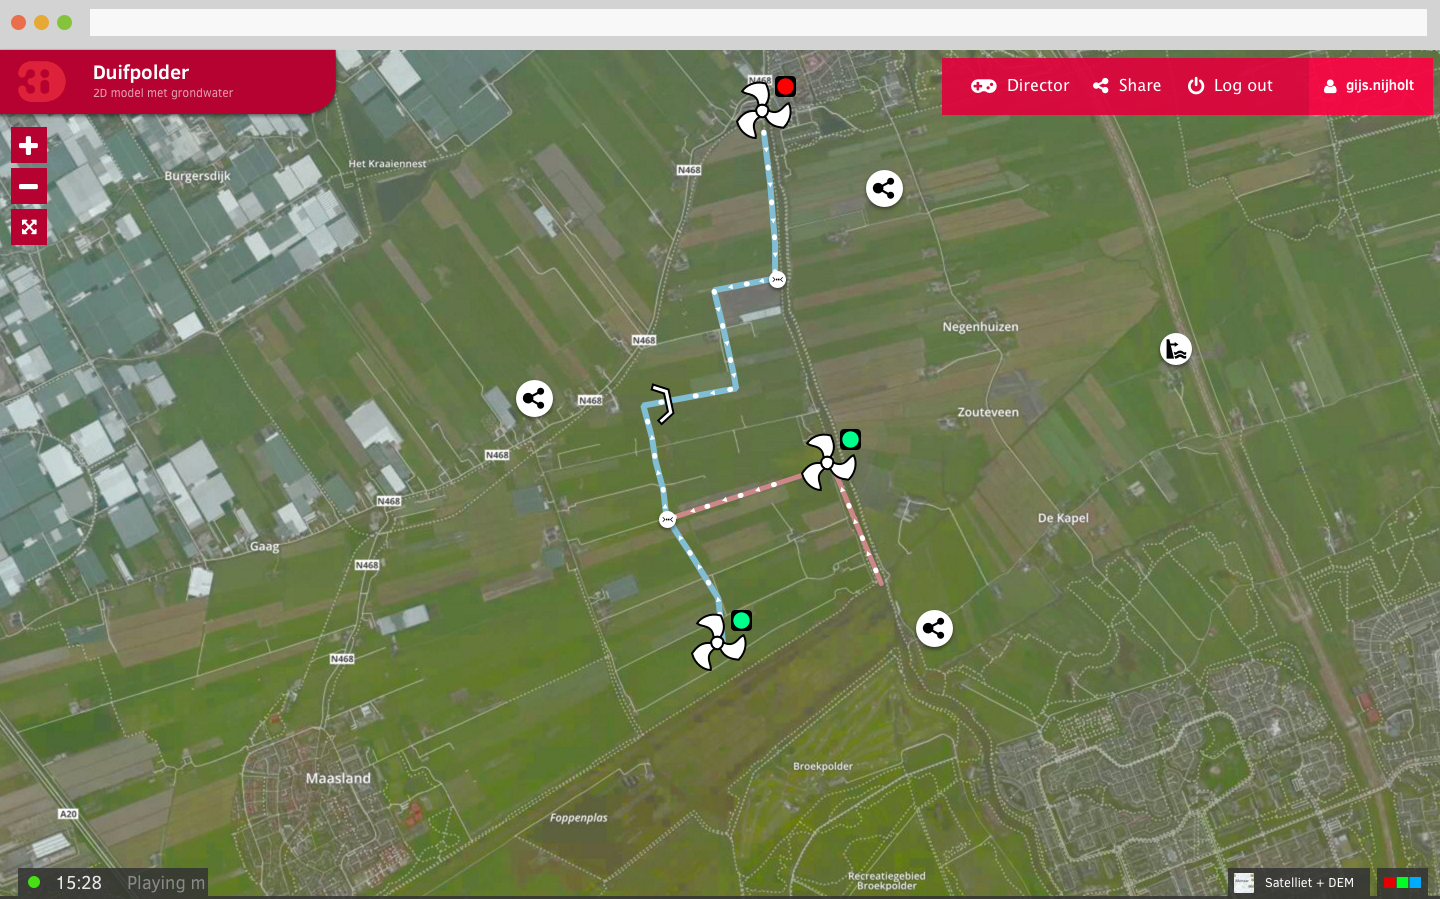 Duifpolder
2D model met grondwater
Director
Share
Log out
gijs.nijholt
N468
Het Kraaiennest
Burgersdijk
N468
Negenhuizen
N468
N468
Zouteveen
N468
N468
De Kapel
Gaag
N468
N468
Maasland
Broekpolder
A20
Foppenplas
Recreatiegebied
Broekpolder
15:28
Playing m
Satelliet + DEM